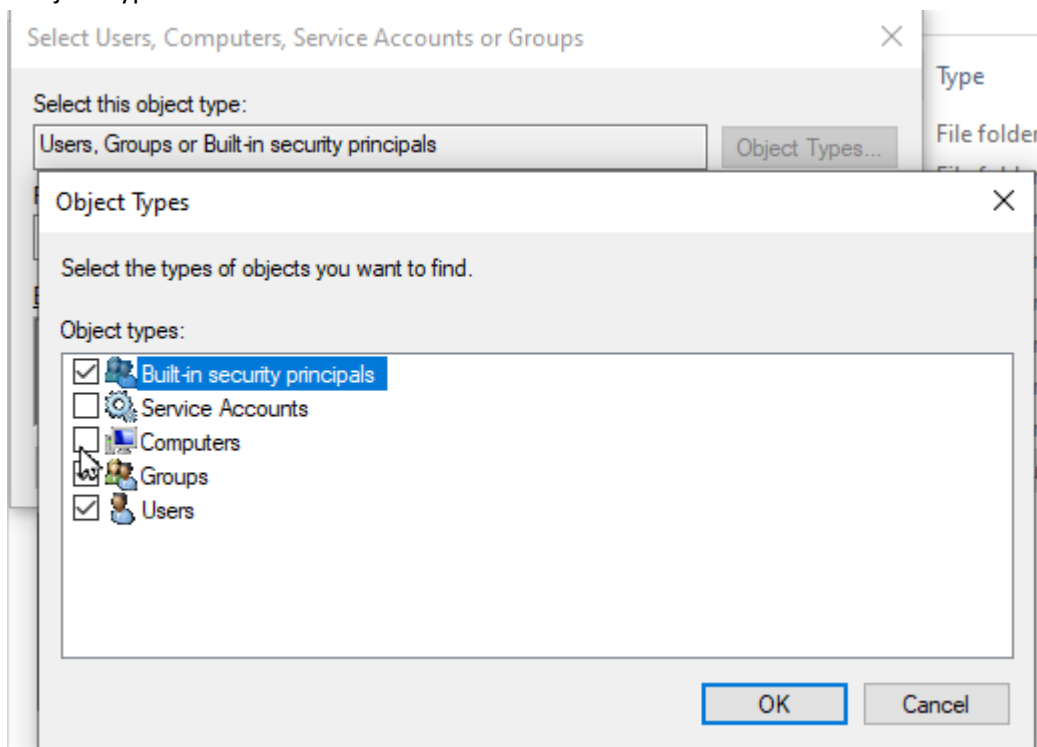 Select Users, Computers, Service Accounts or Groups
Type
Select this object type:
Users, Groups or Built-in security principals
Object Types...
File folder
Object Types
Select the types of objects you want to find.
Object types:
Built-in security principals
Service Accounts
Computers
Groups
Users
OK
Cancel